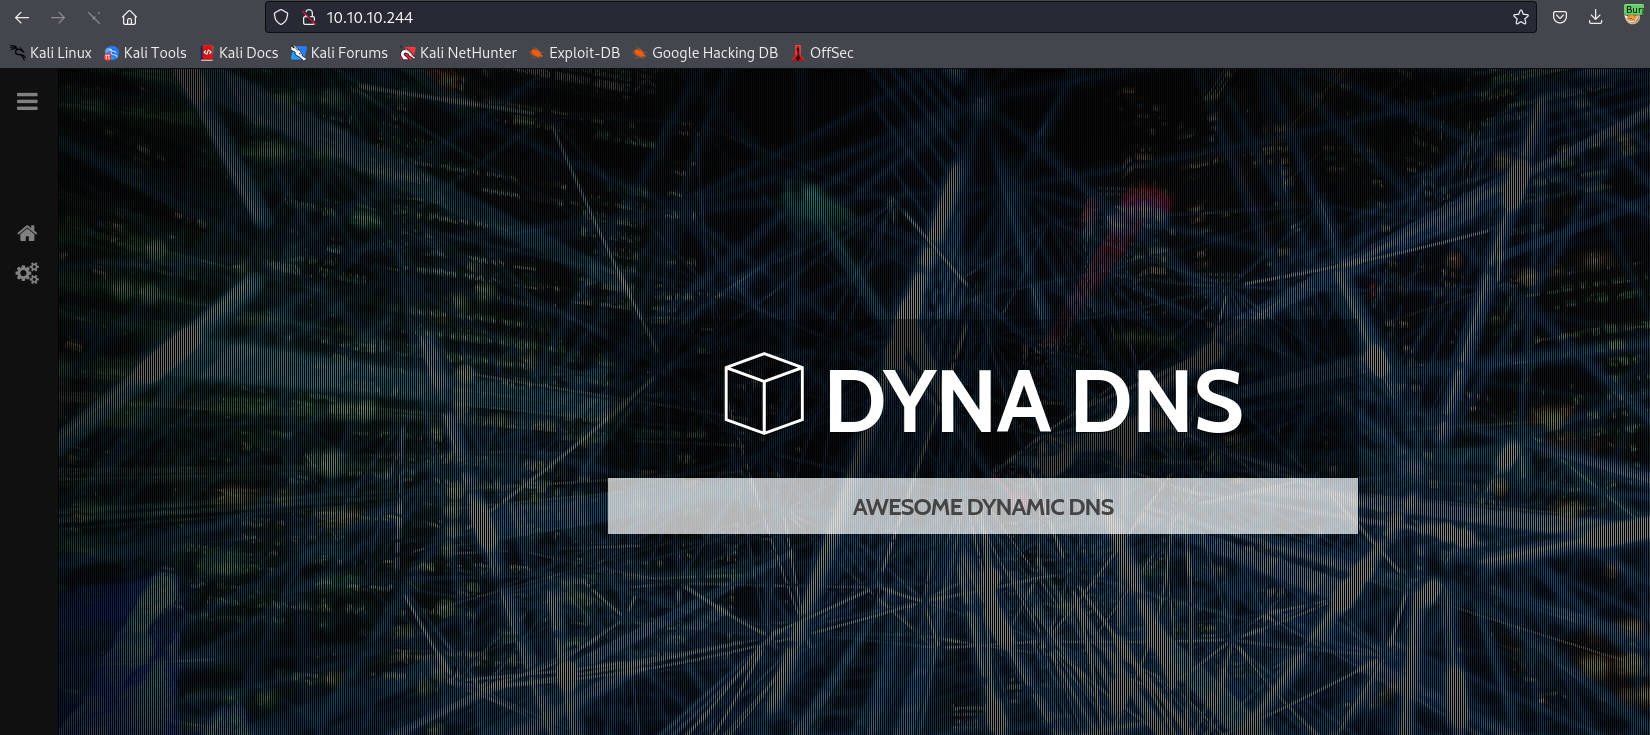 10.10.10.244
Kali Linux Kali Tools Kali Docs Kali Forums Kali NetHunter Exploit-DB Google Hacking DB OffSec
DYNA DNS
AWESOME DYNAMIC DNS